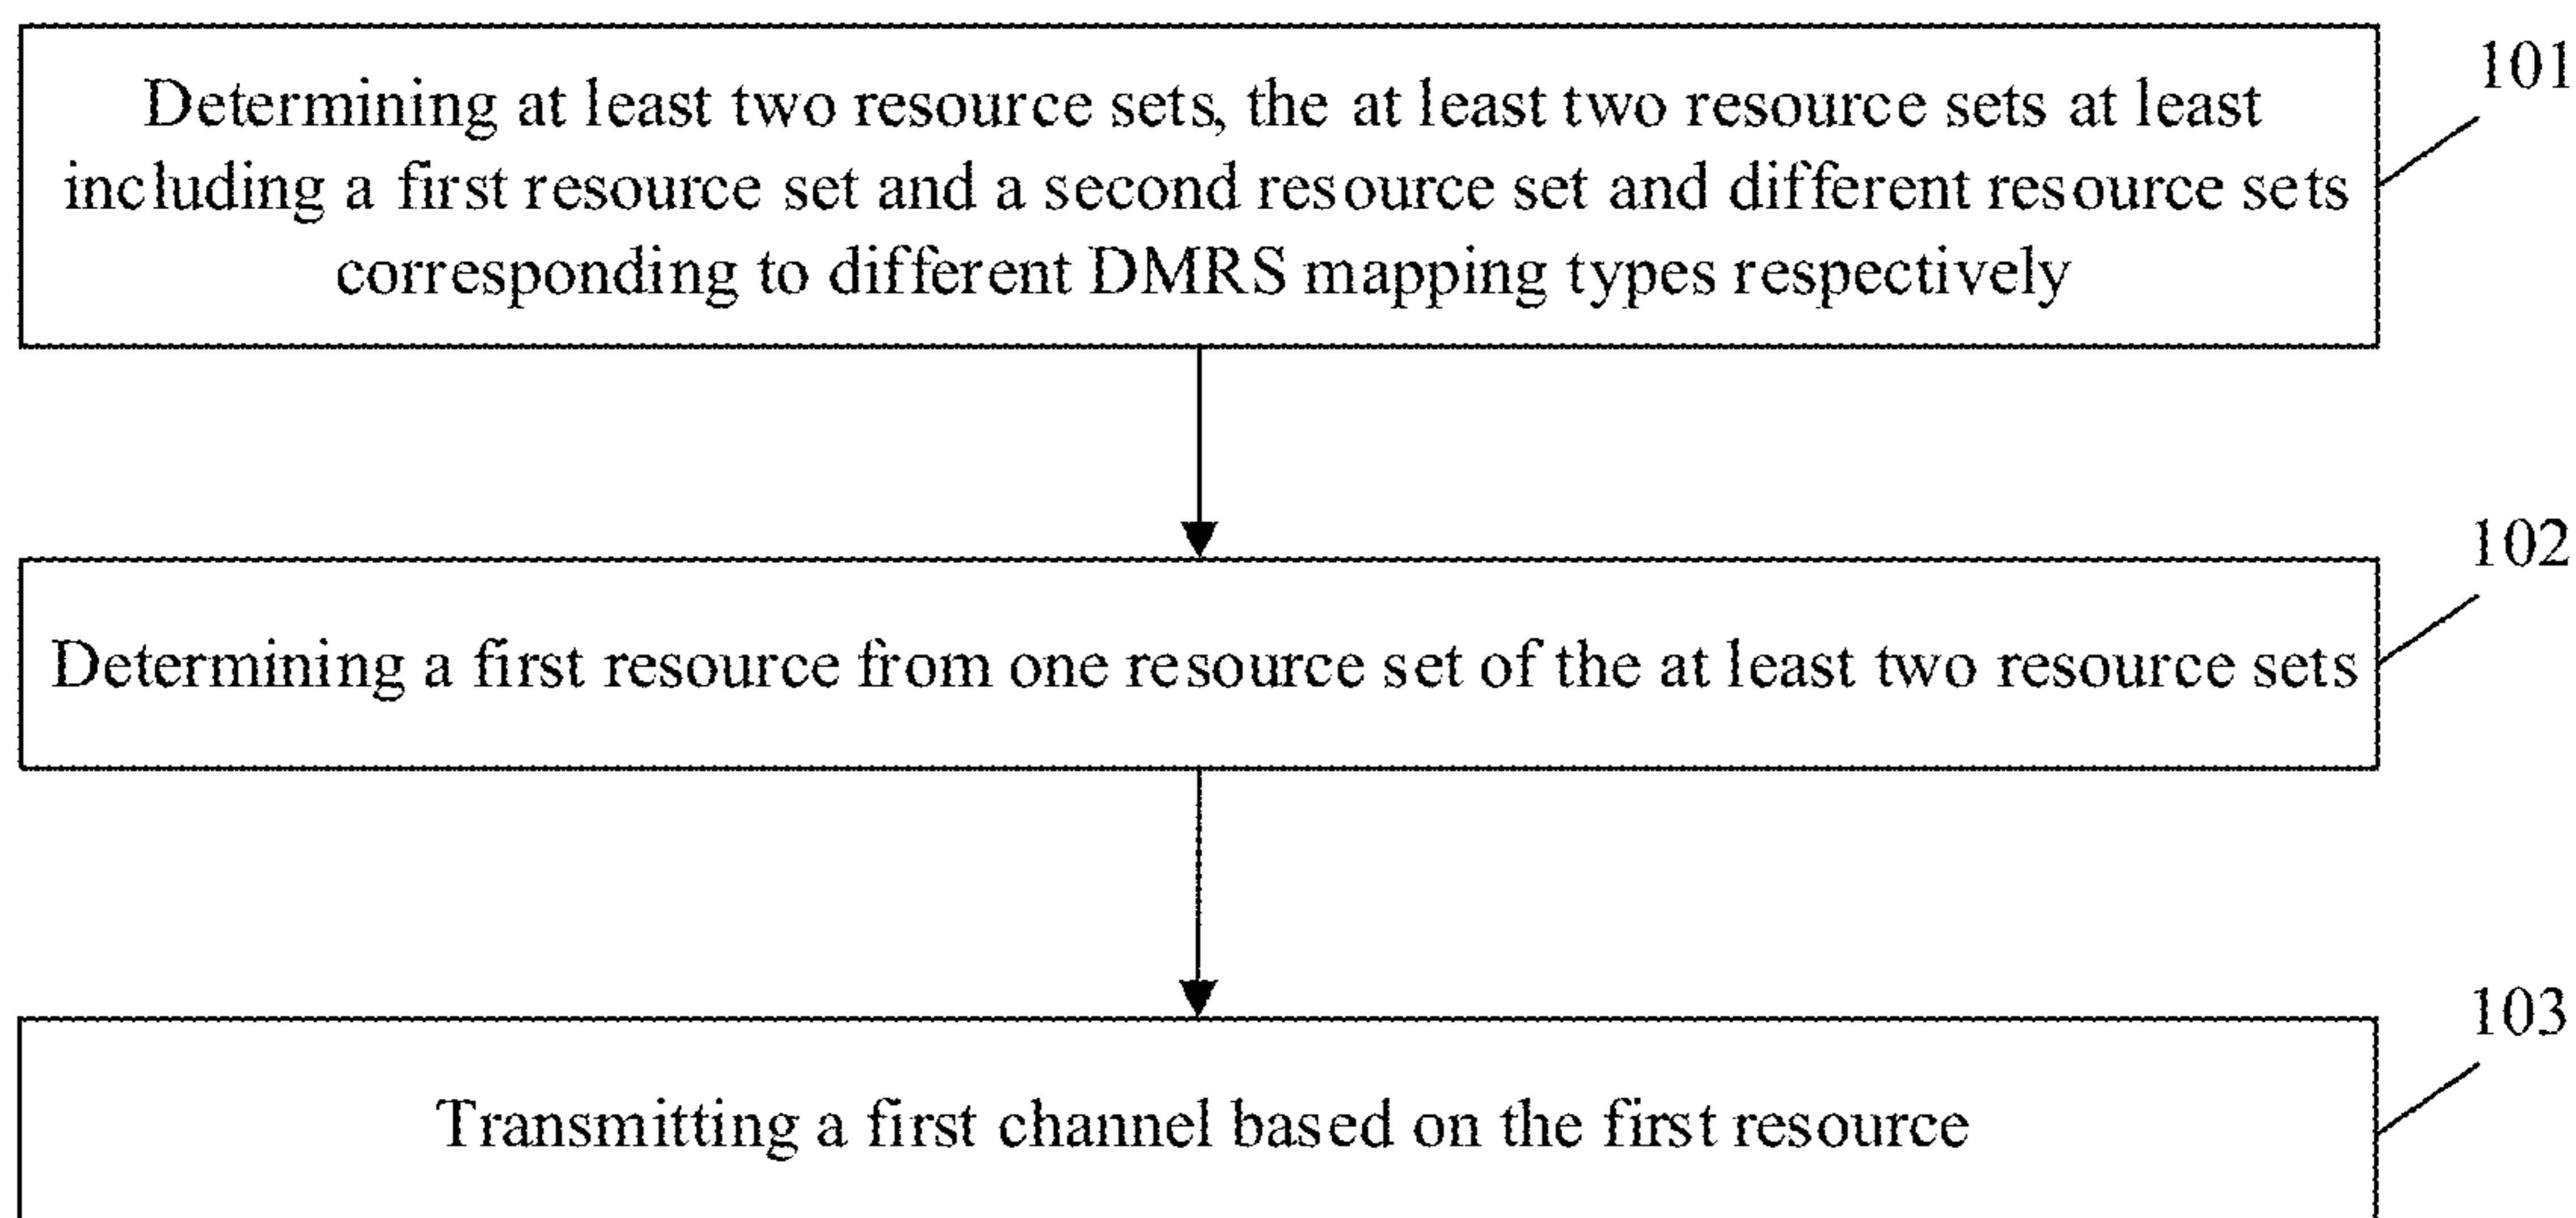 Determining at least two resource sets, the at least two resource sets at least
including a first resource set and a second resource set and different resource sets
corresponding to different DMRS mapping types respectively
101
Determining a first resource from one resource set of the at least two resource sets
102
Transmitting a first channel based on the first resource
103